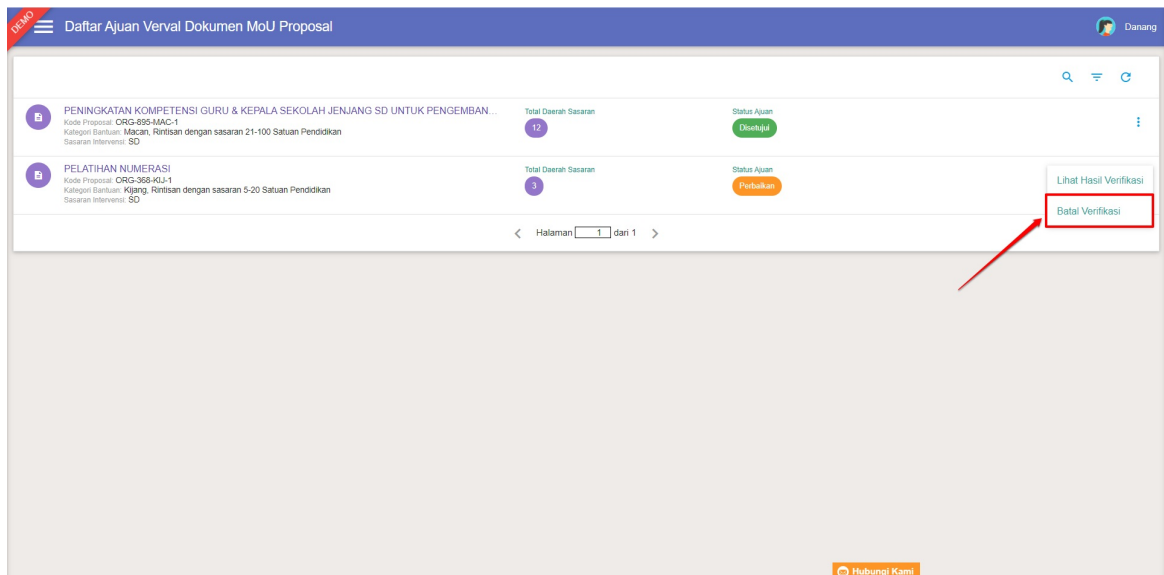 DEMO
Daftar Ajuan Verval Dokumen MoU Proposal
Danang
PENINGKATAN KOMPETENSI GURU & KEPALA SEKOLAH JENJANG SD UNTUK PENGEMBAN...
Kode Proposal: ORG-895-MAC-1
Kategori Bantuan: Macan, Rintisan dengan sasaran 21-100 Satuan Pendidikan
Sasaran Intervensi: SD
Total Daerah Sasaran
12
Status Ajuan
Disetujui
PELATIHAN NUMERASI
Kode Proposal: ORG-368-KIJ-1
Kategori Bantuan: Kijang, Rintisan dengan sasaran 5-20 Satuan Pendidikan
Sasaran Intervensi: SD
Total Daerah Sasaran
3
Status Ajuan
Perbaikan
Lihat Hasil Verifikasi
Batal Verifikasi
Halaman 1 dari 1
Hubungi Kami